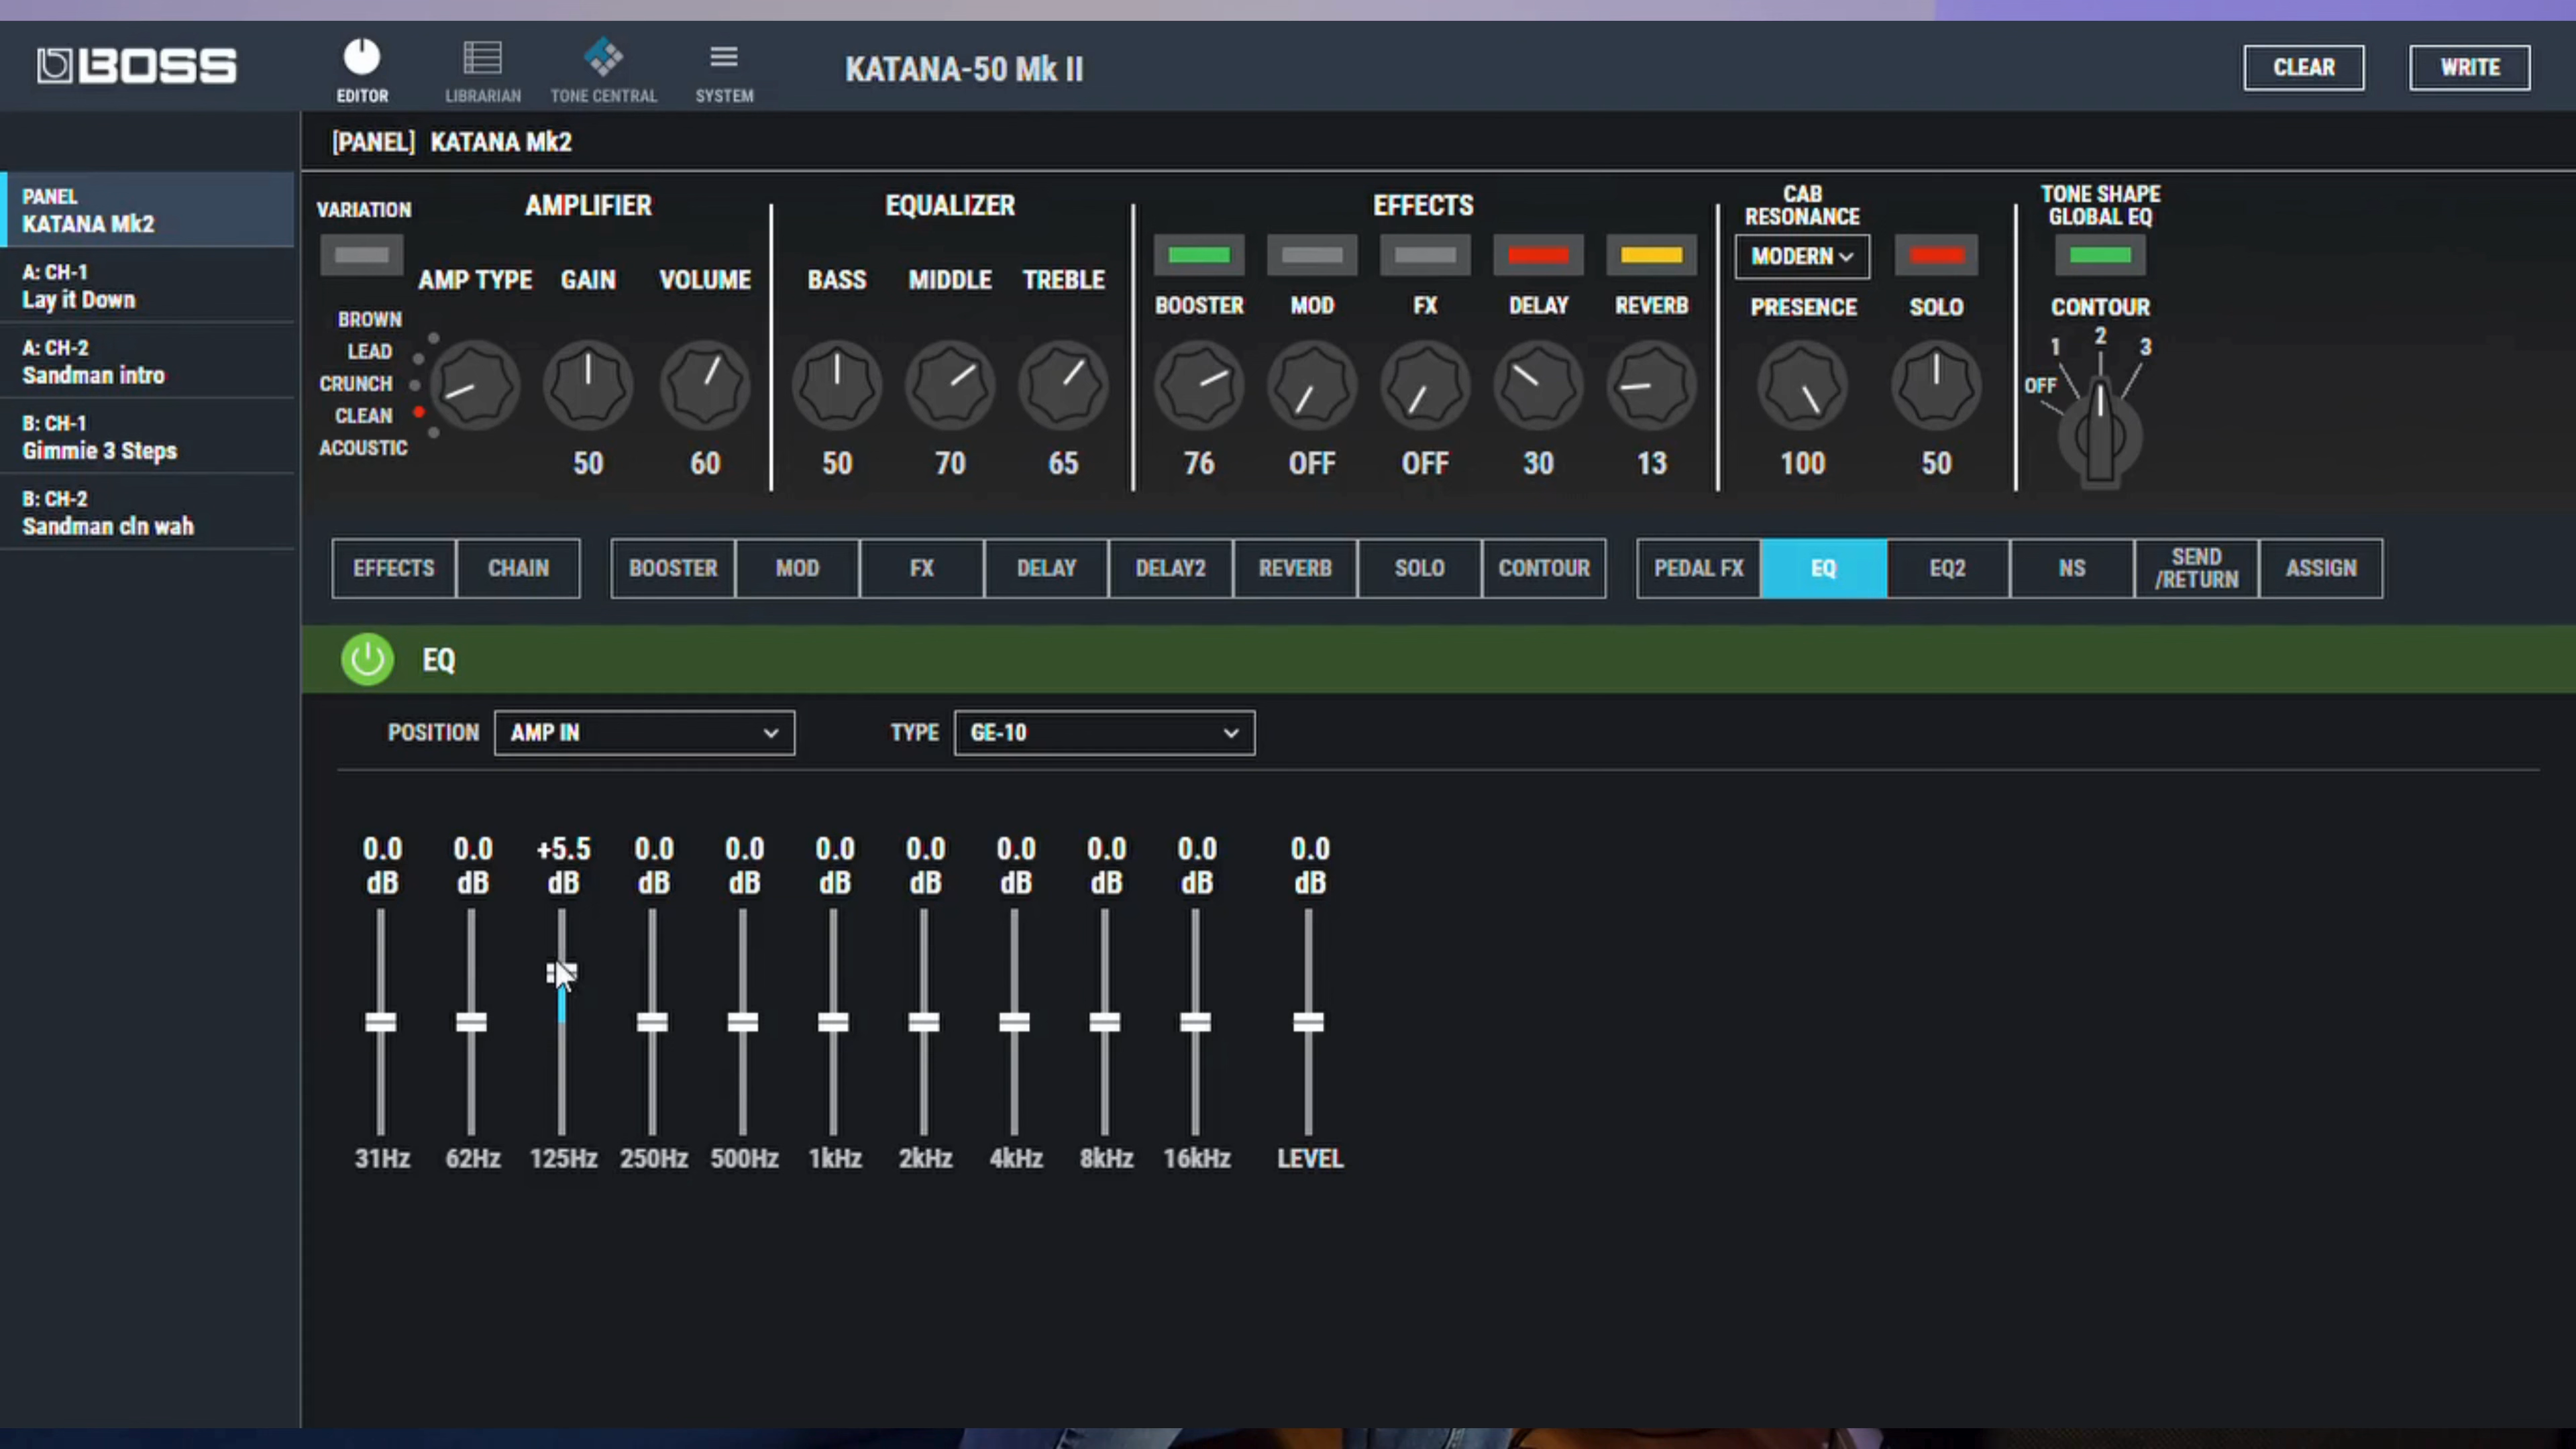 BOSS
EDITOR
LIBRARIAN
TONE CENTRAL
SYSTEM
KATANA-50 Mk II
CLEAR
WRITE
[PANEL] KATANA Mk2
PANEL
KATANA Mk2
A: CH-1
Lay it Down
A: CH-2
Sandman intro
B: CH-1
Gimmie 3 Steps
B: CH-2
Sandman cln wah
VARIATION
AMPLIFIER
AMP TYPE
GAIN
VOLUME
BROWN
LEAD
CRUNCH
CLEAN
ACOUSTIC
50
60
EQUALIZER
BASS
MIDDLE
TREBLE
50
70
65
EFFECTS
BOOSTER
MOD
FX
DELAY
REVERB
76
OFF
OFF
30
13
CAB
RESONANCE
MODERN
PRESENCE
SOLO
100
50
TONE SHAPE
GLOBAL EQ
CONTOUR
OFF
1
2
3
EFFECTS
CHAIN
BOOSTER
MOD
FX
DELAY
DELAY2
REVERB
SOLO
CONTOUR
PEDAL FX
EQ
EQ2
NS
SEND
/RETURN
ASSIGN
EQ
POSITION
AMP IN
TYPE
GE-10
0.0 0.0 +5.5 0.0 0.0 0.0 0.0 0.0 0.0 0.0 0.0
dB dB dB dB dB dB dB dB dB dB dB
31Hz 62Hz 125Hz 250Hz 500Hz 1kHz 2kHz 4kHz 8kHz 16kHz LEVEL